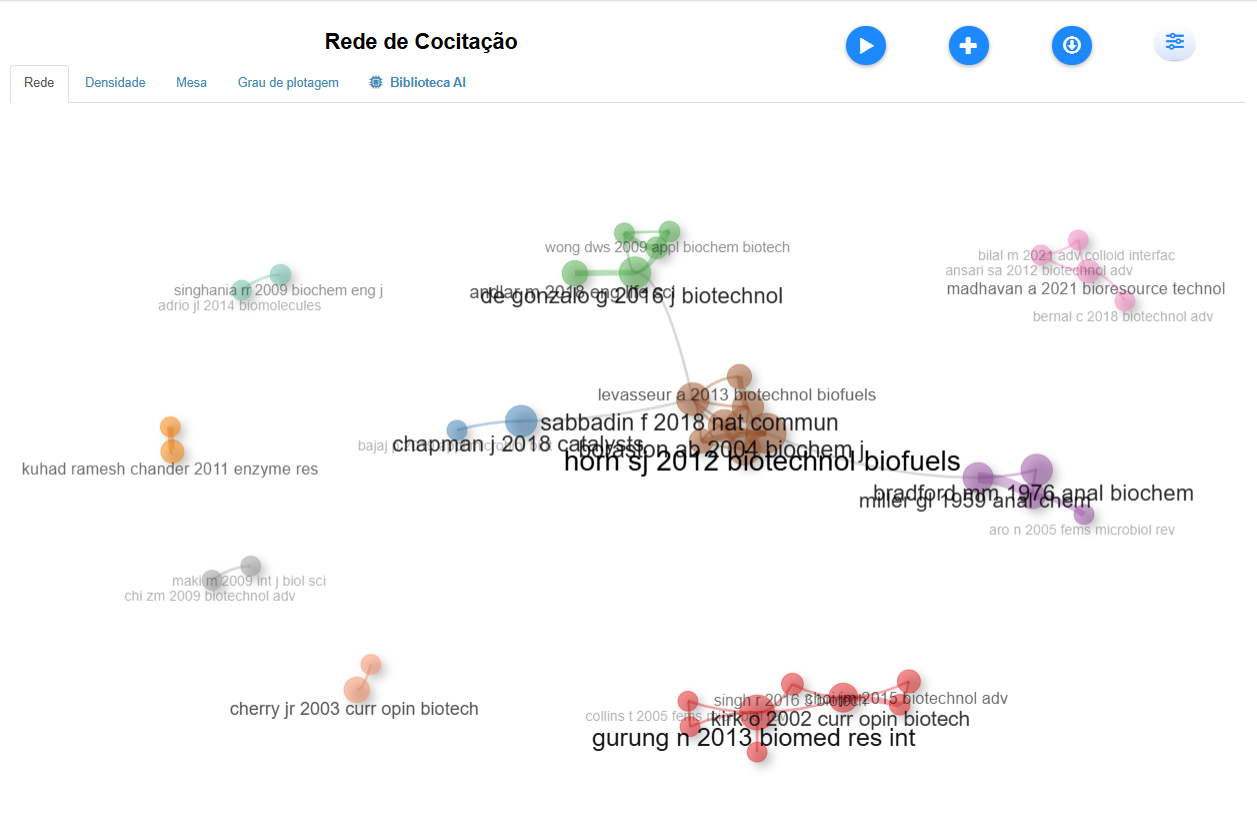 Rede de Cocitação
Rede
Densidade
Mesa
Grau de plotagem
Biblioteca AI
wong dws 2009 appl biochem biotech
bilal m 2021 adv colloid interfac
ansari sa 2012 biotechnol adv
singhania r 2009 biochem eng j
andlar m 2018 eng life sci
de gonzalo g 2016 j biotechnol
madhavan a 2021 bioresource technol
adrio jl 2014 biomolecules
bernal c 2018 biotechnol adv
levasseur a 2013 biotechnol biofuels
sabbadin f 2018 nat commun
bajaj
chapman j 2018 catalysts
boraston ab 2004 biochem j
horn sj 2012 biotechnol biofuels
kuhad ramesh chander 2011 enzyme res
bradford mm 1976 anal biochem
miller gl 1959 anal chem
aro n 2005 fems microbiol rev
maki m 2009 int j biol sci
chi zm 2009 biotechnol adv
singh r 2016 3 biotech
choi jm 2015 biotechnol adv
cherry jr 2003 curr opin biotech
collins t 2005 fems microbiol
kirk o 2002 curr opin biotech
gurung n 2013 biomed res int